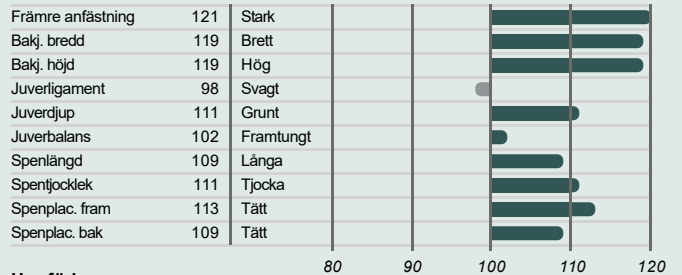 Främre anfästning 121 Stark
Bakj. bredd 119 Brett
Bakj. höjd 119 Hög
Juverligament 98 Svagt
Juverdjup 111 Grunt
Juverbalans 102 Framtungt
Spenlängd 109 Långa
Spentjocklek 111 Tjocka
Spenplac. fram 113 Tätt
Spenplac. bak 109 Tätt
80 90 100 110 120